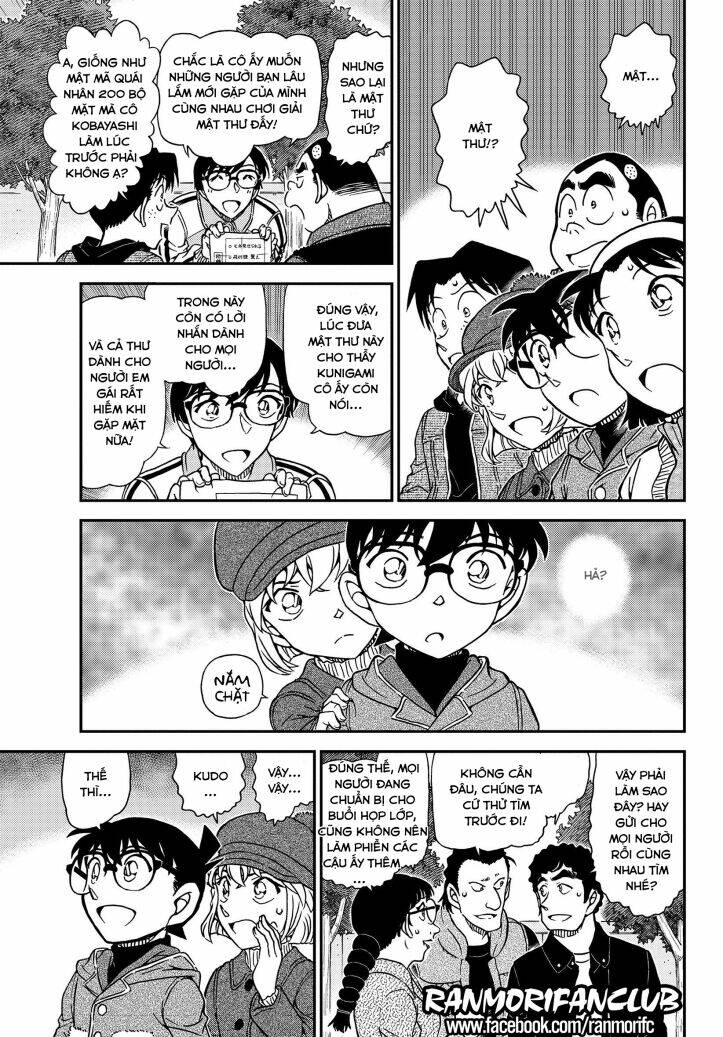 MẬT...
MẬT
THƯ!?
NHƯNG
SAO LẠI
LÀ MẬT
THƯ
CHỨ?
CHẮC LÀ CÔ ẤY MUỐN
NHỮNG NGƯỜI BẠN LÂU
LẮM MỚI GẶP CỦA MÌNH
CÙNG NHAU CHƠI GIẢI
MẬT THƯ ĐẤY!
A, GIỐNG NHƯ
MẬT MÃ QUÁI
NHÂN 200 BỘ
MẶT MÀ CÔ
KOBAYASHI
LÀM LÚC
TRƯỚC PHẢI
KHÔNG Ạ?
ĐÚNG VẬY,
LÚC ĐƯA
MẬT THƯ NÀY
CHO THẦY
KUNIGAMI
CÔ ẤY CÒN
NÓI...
TRONG NÀY
CÒN CÓ LỜI
NHẮN DÀNH
CHO MỌI
NGƯỜI...
VÀ CẢ THƯ
DÀNH CHO
NGƯỜI EM
GÁI RẤT
HIẾM KHI
GẶP MẶT
NỮA!
HẢ?
NẮM
CHẶT
VẬY PHẢI
LÀM SAO
ĐÂY? HAY
GỬI CHO
MỌI NGƯỜI
RỒI CÙNG
NHAU TÌM
NHÉ?
KHÔNG CẦN
ĐÂU, CHÚNG TA
CỨ THỬ TÌM
TRƯỚC ĐI!
ĐÚNG THẾ, MỌI
NGƯỜI ĐANG
CHUẨN BỊ CHO
BUỔI HỌP LỚP,
CŨNG KHÔNG NÊN
LÀM PHIỀN CÁC
CẬU ẤY THÊM.
...
VẬY...
VẬY...
KUDO
...
THẾ
THÌ...
RANMORIFANCLUB
www.facebook.com/ranmorifc